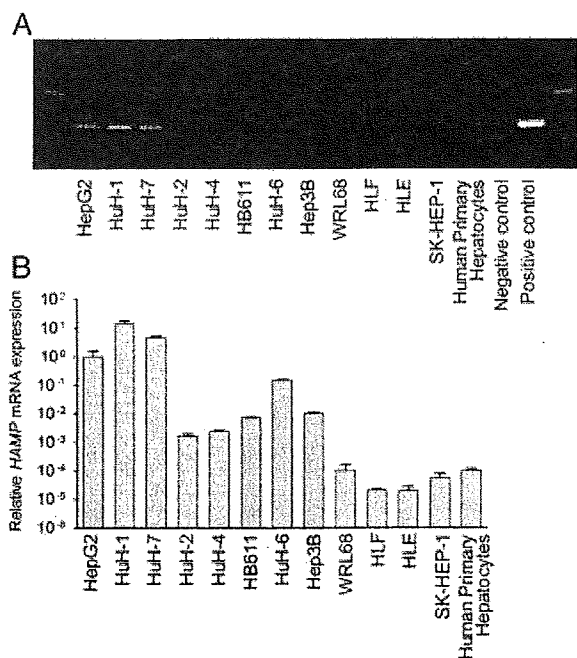 A
HepG2
HuH-1
HuH-7
HuH-2
HuH-4
HB611
HuH-6
Hep3B
WRL68
HLF
HLE
SK-HEP-1
Human Primary
Hepatocytes
Negative control
Positive control
B
Relative HAMP mRNA expression
10²
10¹
10⁰
10⁻¹
10⁻²
10⁻³
10⁻⁴
10⁻⁵
10⁻⁶
HepG2
HuH-1
HuH-7
HuH-2
HuH-4
HB611
HuH-6
Hep3B
WRL68
HLF
HLE
SK-HEP-1
Human Primary
Hepatocytes